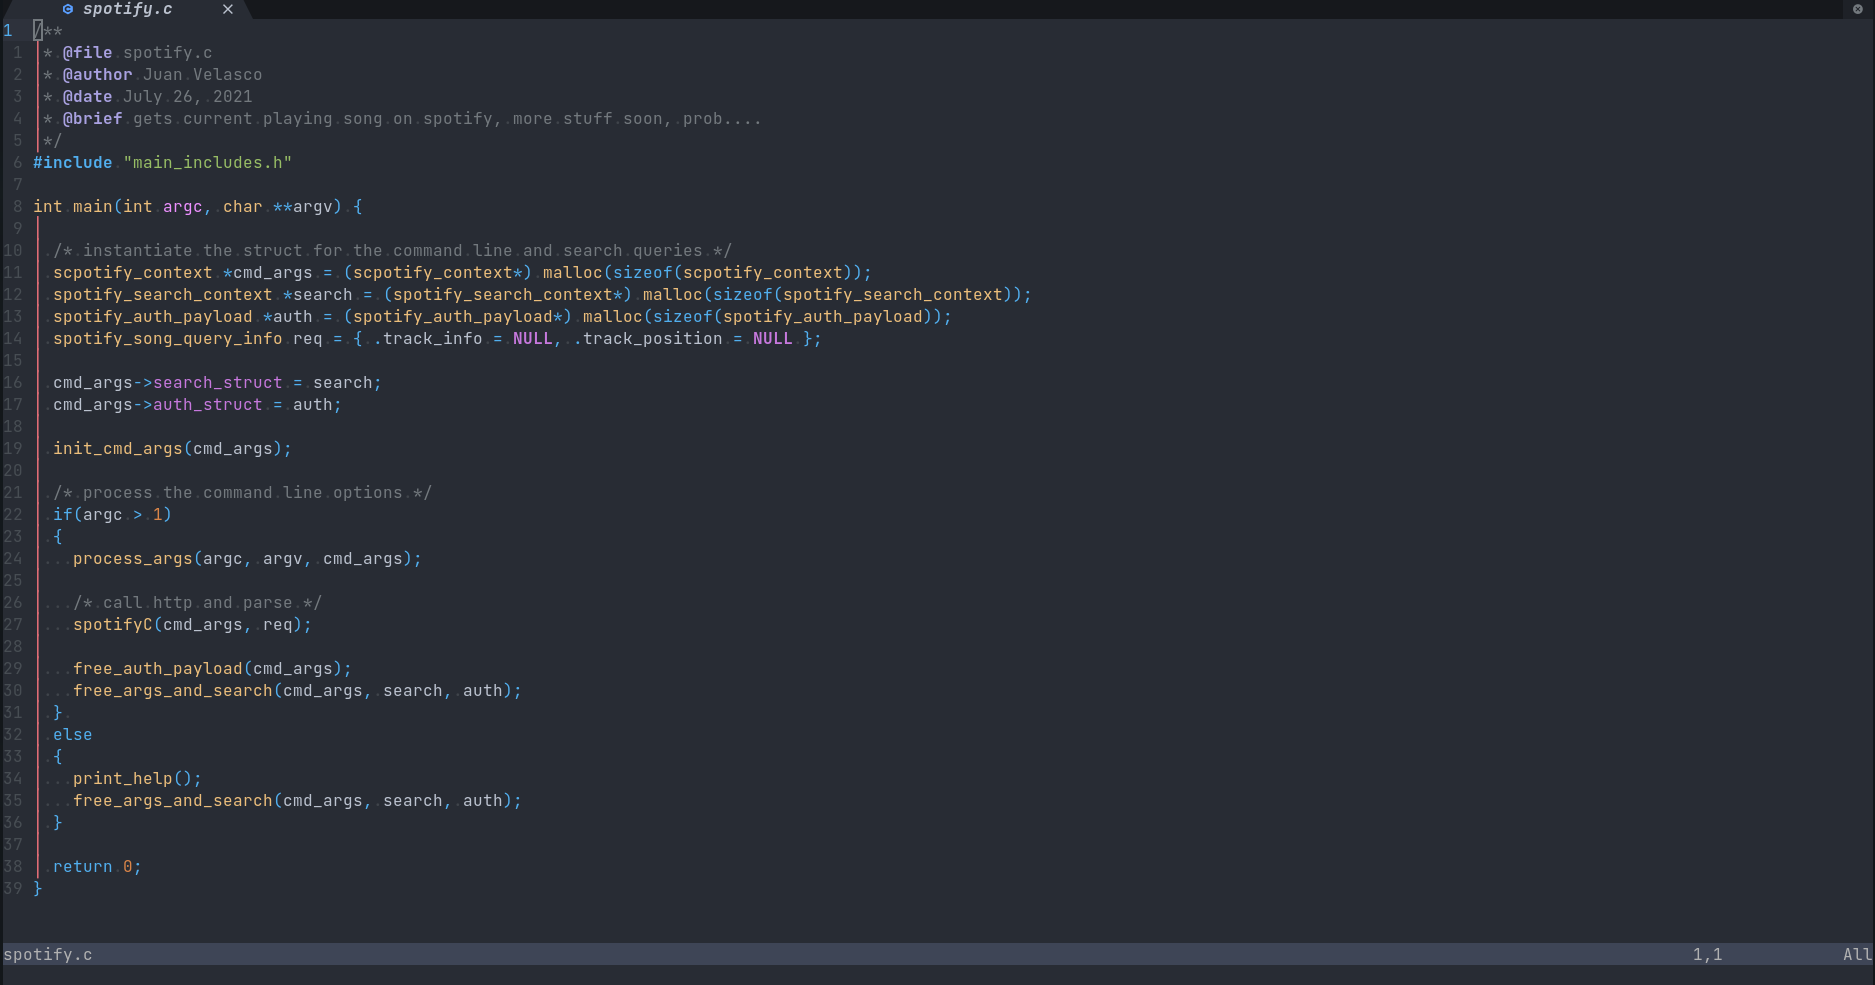 spotify.c
1 /**
1 * @file spotify.c
2 * @author Juan Velasco
3 * @date July 26, 2021
4 * @brief gets current playing song on spotify, more stuff soon, prob....
5 */
6 #include "main_includes.h"
7
8 int main(int argc, char **argv) {
9
10 /* instantiate the struct for the command line and search queries */
11 scpotify_context *cmd_args = (scpotify_context*) malloc(sizeof(scpotify_context));
12 spotify_search_context *search = (spotify_search_context*) malloc(sizeof(spotify_search_context));
13 spotify_auth_payload *auth = (spotify_auth_payload*) malloc(sizeof(spotify_auth_payload));
14 spotify_song_query_info req = { .track_info = NULL, .track_position = NULL };
15
16 cmd_args->search_struct = search;
17 cmd_args->auth_struct = auth;
18
19 init_cmd_args(cmd_args);
20
21 /* process the command line options */
22 if(argc > 1)
23 {
24 process_args(argc, argv, cmd_args);
25
26 /* call http and parse */
27 spotifyC(cmd_args, req);
28
29 free_auth_payload(cmd_args);
30 free_args_and_search(cmd_args, search, auth);
31 }
32 else
33 {
34 print_help();
35 free_args_and_search(cmd_args, search, auth);
36 }
37
38 return 0;
39 }
spotify.c 1,1 All